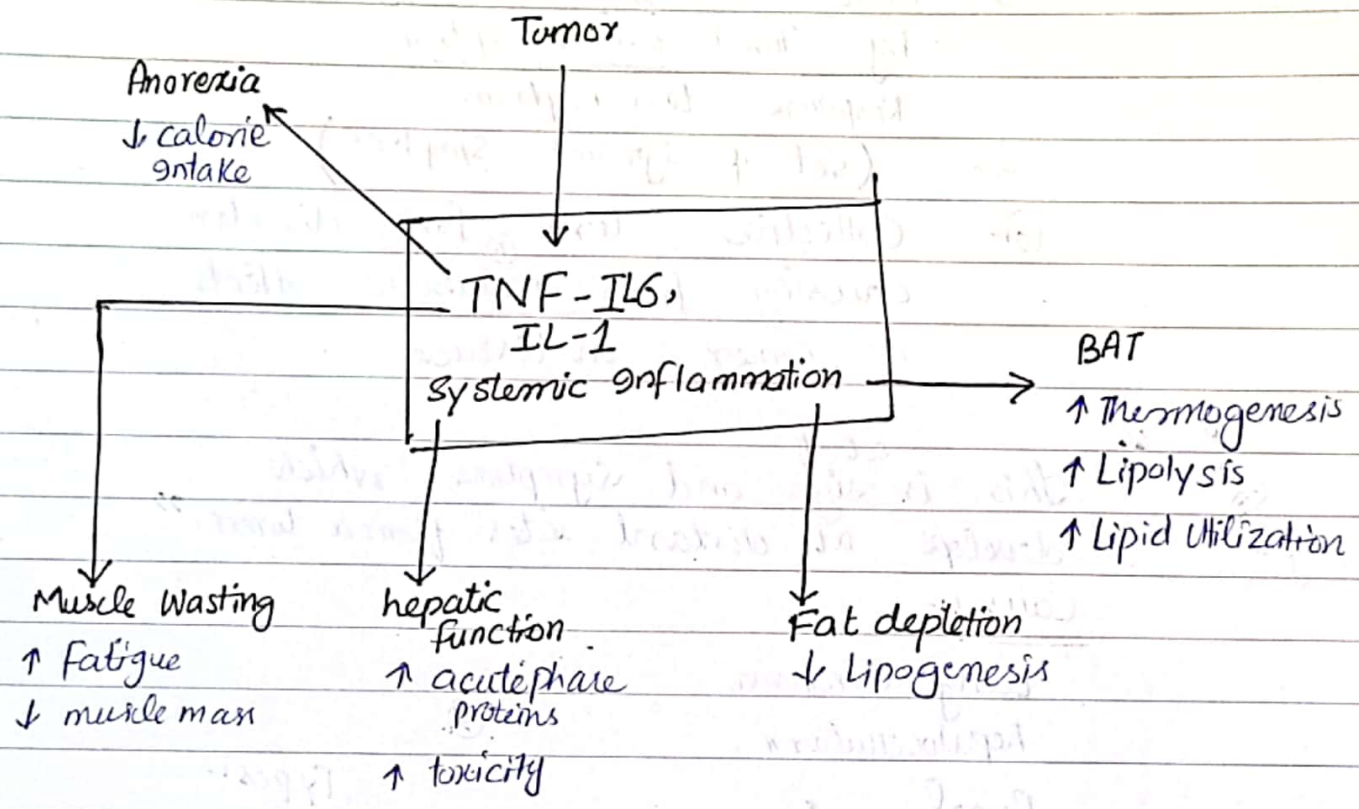 Tumor
Anorexia
↓ calorie
intake
TNF-IL6,
IL-1
Systemic Inflammation
BAT
↑ Thermogenesis
↑ Lipolysis
↑ Lipid Utilization
Muscle Wasting
↑ fatigue
↓ muscle mass
hepatic
function
↑ acute phase
proteins
↑ toxicity
Fat depletion
↓ Lipogenesis